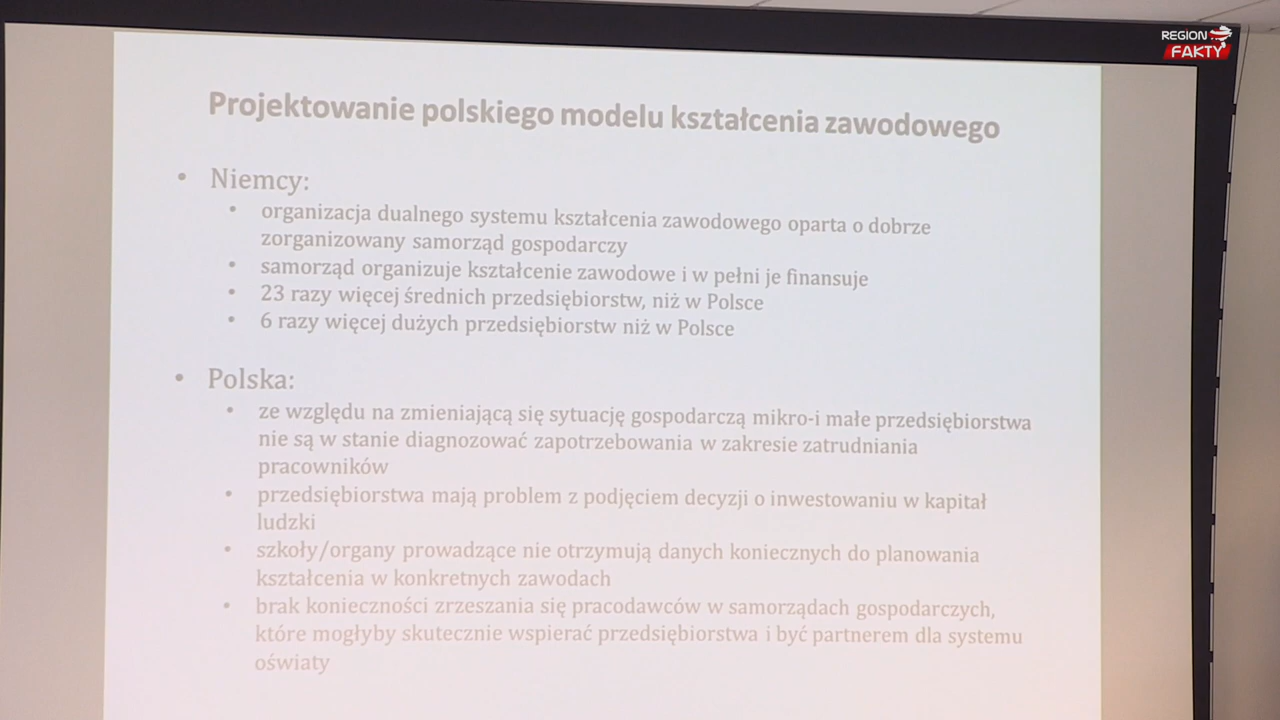 REGION
FAKTY
Projektowanie polskiego modelu kształcenia zawodowego
• Niemcy:
• organizacja dualnego systemu kształcenia zawodowego oparta o dobrze
zorganizowany samorząd gospodarczy
• samorząd organizuje kształcenie zawodowe i w pełni je finansuje
• 23 razy więcej średnich przedsiębiorstw, niż w Polsce
• 6 razy więcej dużych przedsiębiorstw niż w Polsce
• Polska:
• ze względu na zmieniającą się sytuację gospodarczą mikro-i małe przedsiębiorstwa
nie są w stanie diagnozować zapotrzebowania w zakresie zatrudniania
pracowników
• przedsiębiorstwa mają problem z podjęciem decyzji o inwestowaniu w kapitał
ludzki
• szkoły/organy prowadzące nie otrzymują danych koniecznych do planowania
kształcenia w konkretnych zawodach
• brak konieczności zrzeszania się pracodawców w samorządach gospodarczych,
które mogłyby skutecznie wspierać przedsiębiorstwa i być partnerem dla systemu
oświaty